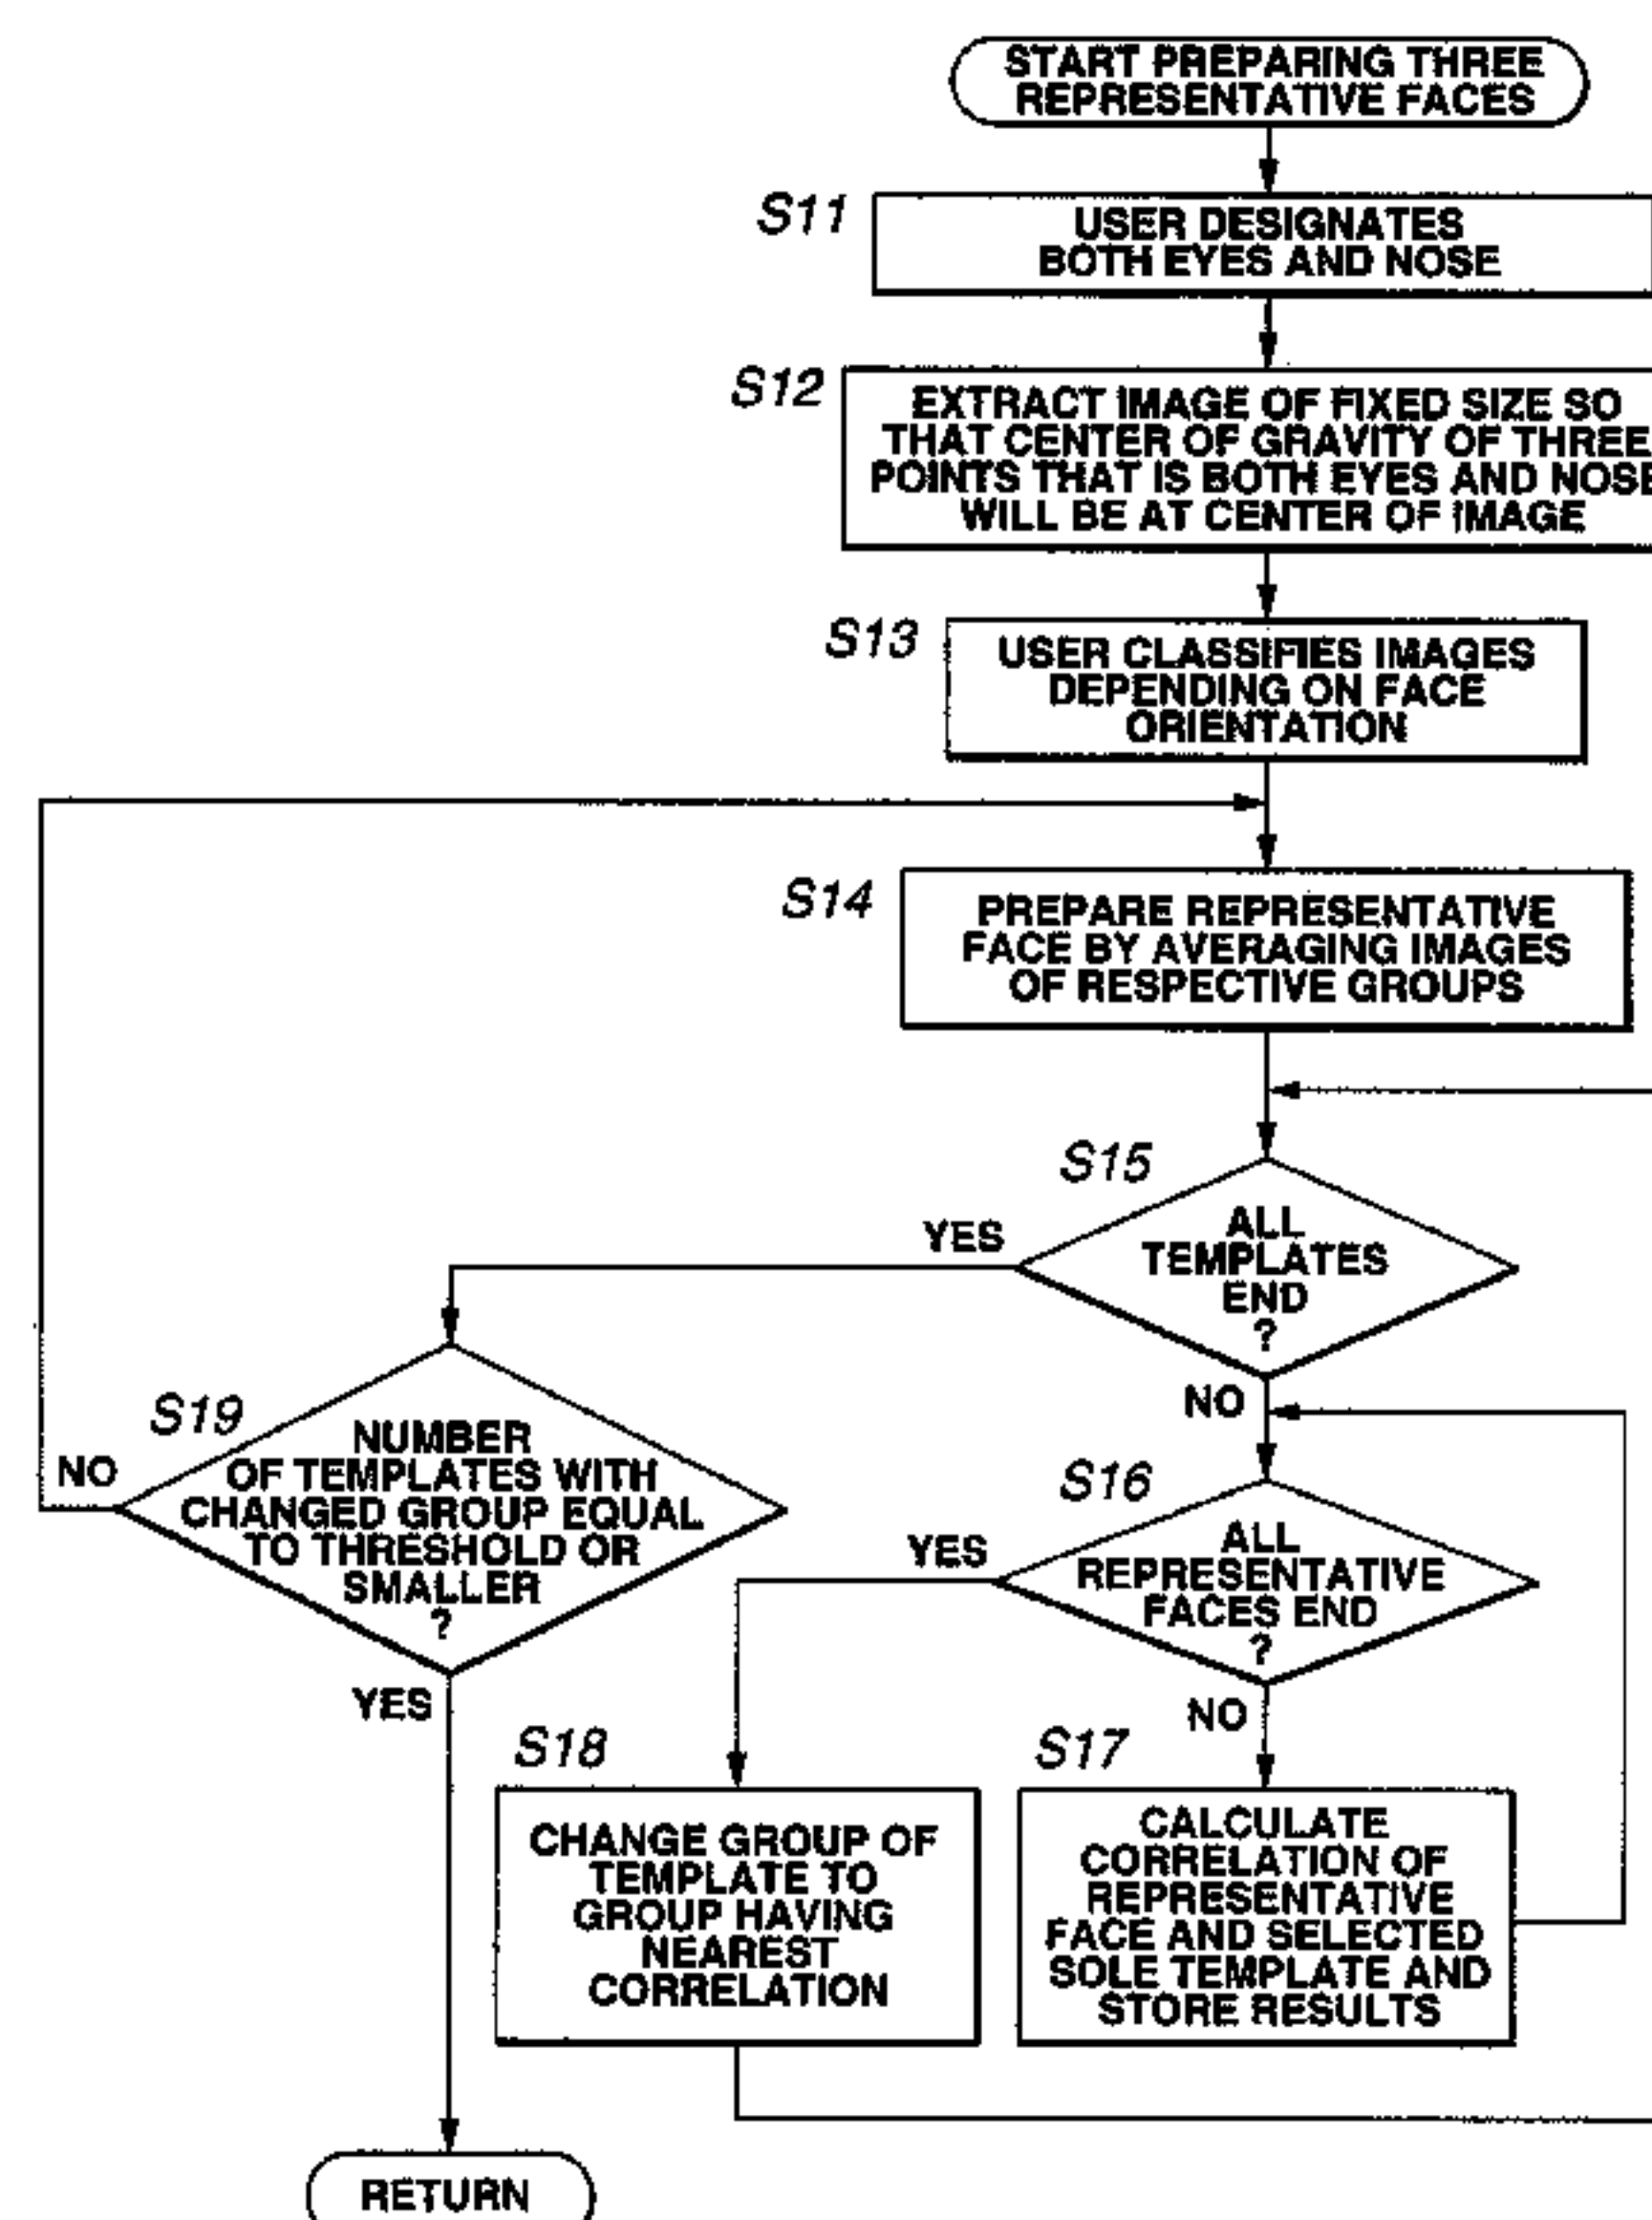 START PREPARING THREE
REPRESENTATIVE FACES
S11
USER DESIGNATES
BOTH EYES AND NOSE
S12
EXTRACT IMAGE OF FIXED SIZE SO
THAT CENTER OF GRAVITY OF THREE
POINTS THAT IS BOTH EYES AND NOSE
WILL BE AT CENTER OF IMAGE
S13
USER CLASSIFIES IMAGES
DEPENDING ON FACE
ORIENTATION
S14
PREPARE REPRESENTATIVE
FACE BY AVERAGING IMAGES
OF RESPECTIVE GROUPS
S15
YES
ALL
TEMPLATES
END
?
NO
S19
NO
NUMBER
OF TEMPLATES WITH
CHANGED GROUP EQUAL
TO THRESHOLD OR
SMALLER
?
YES
S16
YES
ALL
REPRESENTATIVE
FACES END
?
NO
S18
CHANGE GROUP OF
TEMPLATE TO
GROUP HAVING
NEAREST
CORRELATION
S17
CALCULATE
CORRELATION OF
REPRESENTATIVE
FACE AND SELECTED
SOLE TEMPLATE AND
STORE RESULTS
RETURN